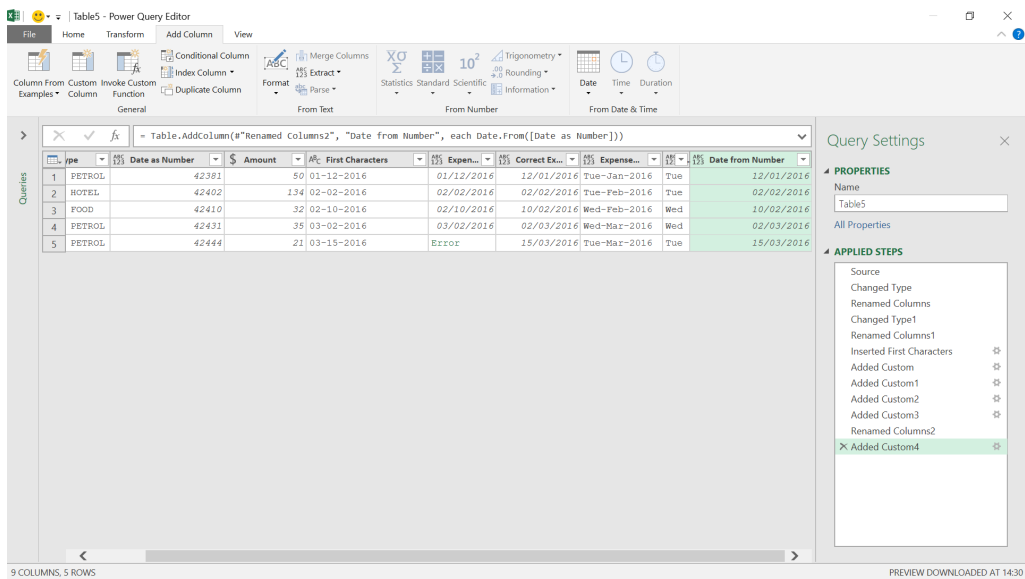 Table5 - Power Query Editor
File Home Transform Add Column View
Column From Examples
Custom Column
Invoke Custom Function
Conditional Column
Index Column
Duplicate Column
General
Format
Merge Columns
Extract
Parse
From Text
Statistics Standard Scientific
10²
Trigonometry
Rounding
Information
From Number
Date Time Duration
From Date & Time
= Table.AddColumn(#"Renamed Columns2", "Date from Number", each Date.From([Date as Number]))
Queries
ype Date as Number $ Amount First Characters Expen... Correct Ex... Expense... Date from Number
1 PETROL 42381 50 01-12-2016 01/12/2016 12/01/2016 Tue-Jan-2016 Tue 12/01/2016
2 HOTEL 42402 134 02-02-2016 02/02/2016 02/02/2016 Tue-Feb-2016 Tue 02/02/2016
3 FOOD 42410 32 02-10-2016 02/10/2016 10/02/2016 Wed-Feb-2016 Wed 10/02/2016
4 PETROL 42431 35 03-02-2016 03/02/2016 02/03/2016 Wed-Mar-2016 Wed 02/03/2016
5 PETROL 42444 21 03-15-2016 Error 15/03/2016 Tue-Mar-2016 Tue 15/03/2016
Query Settings
PROPERTIES
Name
Table5
All Properties
APPLIED STEPS
Source
Changed Type
Renamed Columns
Changed Type1
Renamed Columns1
Inserted First Characters
Added Custom
Added Custom1
Added Custom2
Added Custom3
Renamed Columns2
Added Custom4
9 COLUMNS, 5 ROWS
PREVIEW DOWNLOADED AT 14:30